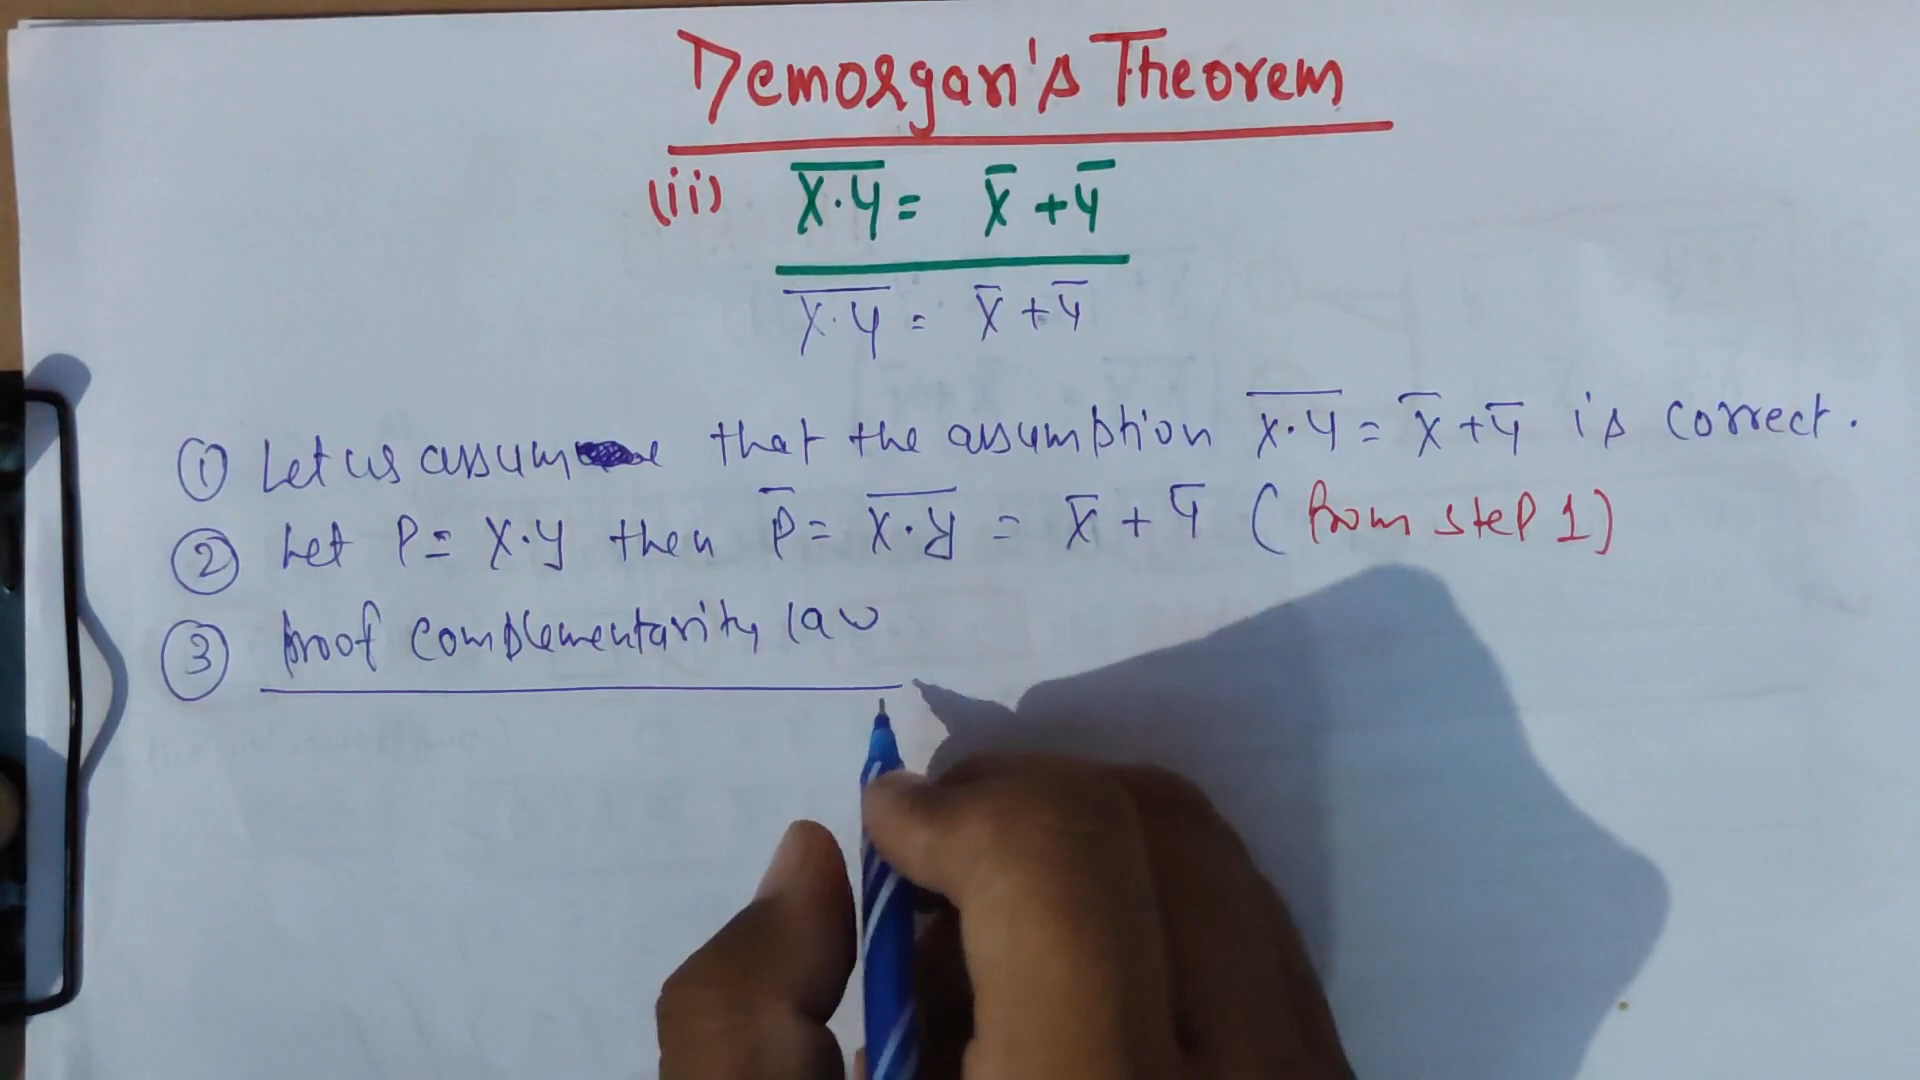 Demorgan's Theorem
(ii) X̅·̅Y̅ = X̅ + Y̅
X̅·̅Y̅ = X̅ + Y̅
① Let us assume that the assumption X̅·̅Y̅ = X̅ + Y̅ is correct.
② Let P = X·Y then P̅ = X̅·̅Y̅ = X̅ + Y̅ (from step 1)
③ proof complementarity law